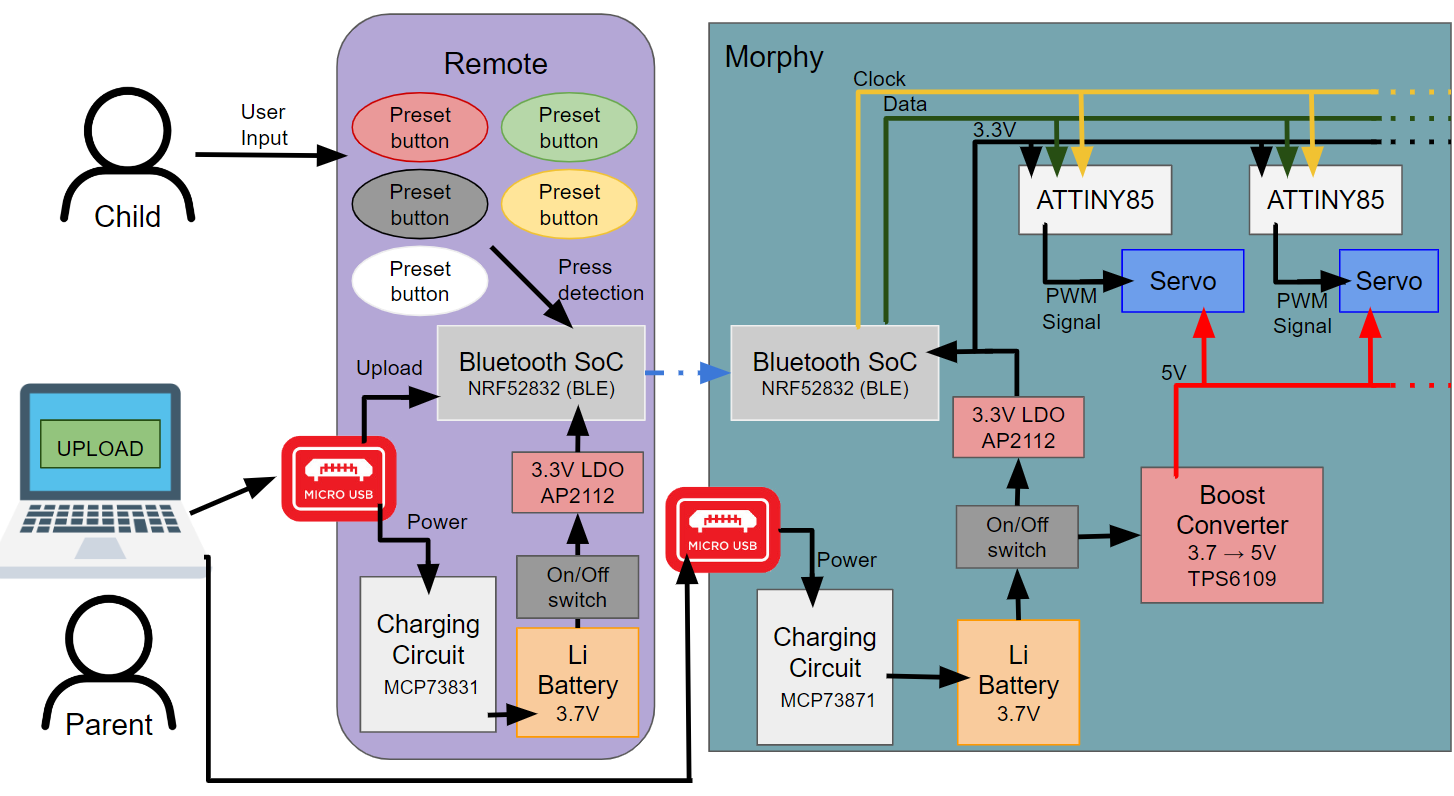 Remote
Morphy
Clock
Data
3.3V
User
Input
Child
Preset
button
Preset
button
Preset
button
Preset
button
Preset
button
Press
detection
ATTINY85
ATTINY85
PWM
Signal
Servo
PWM
Signal
Servo
Bluetooth SoC
NRF52832 (BLE)
Bluetooth SoC
NRF52832 (BLE)
Upload
5V
UPLOAD
MICRO USB
3.3V LDO
AP2112
3.3V LDO
AP2112
Power
MICRO USB
Power
On/Off
switch
On/Off
switch
Boost
Converter
3.7 → 5V
TPS6109
Charging
Circuit
MCP73831
Li
Battery
3.7V
Charging
Circuit
MCP73871
Li
Battery
3.7V
Parent